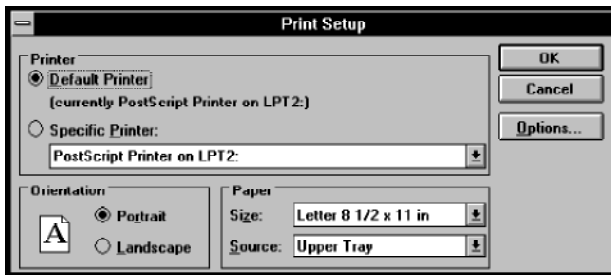 Print Setup
Printer
Default Printer
(currently PostScript Printer on LPT2:)
Specific Printer:
PostScript Printer on LPT2:
OK
Cancel
Options...
Orientation
A
Portrait
Landscape
Paper
Size: Letter 8 1/2 x 11 in
Source: Upper Tray